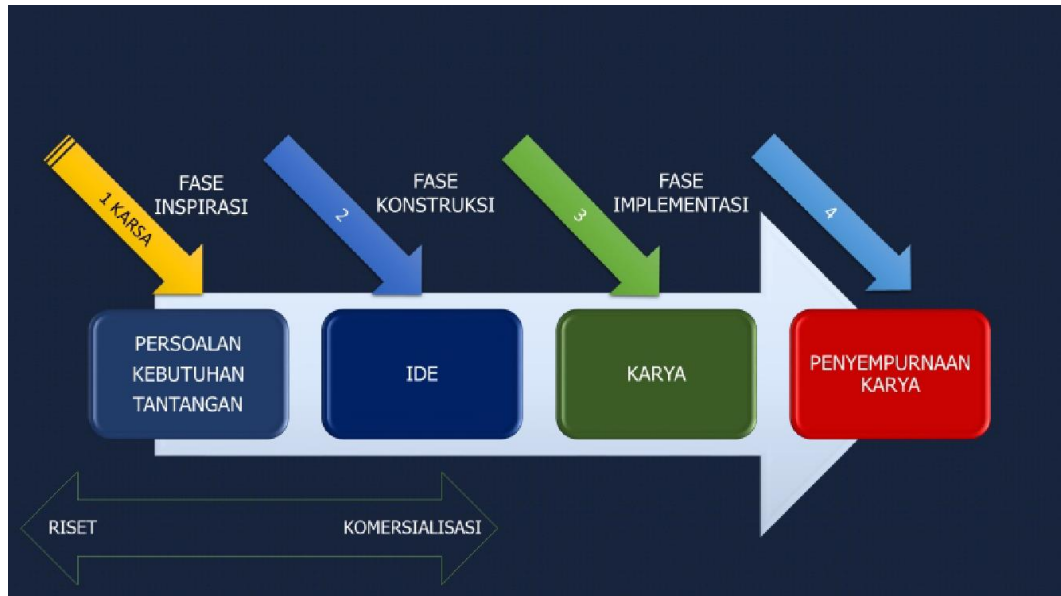 1 KARSA
FASE
INSPIRASI
2
FASE
KONSTRUKSI
3
FASE
IMPLEMENTASI
4
PERSOALAN
KEBUTUHAN
TANTANGAN
IDE
KARYA
PENYEMPURNAAN
KARYA
RISET
KOMERSIALISASI